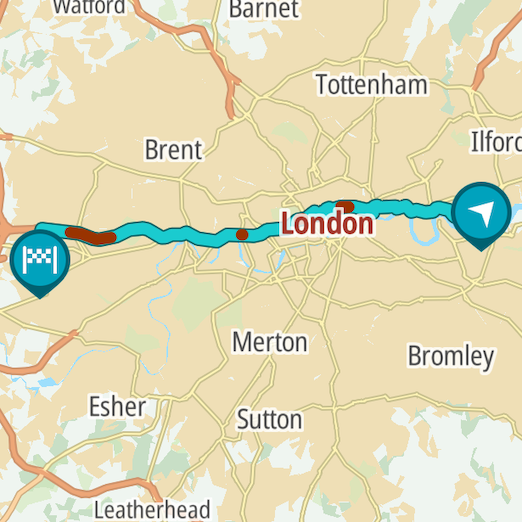 Watford
Barnet
Tottenham
Ilford
Brent
London
Merton
Bromley
Esher
Sutton
Leatherhead